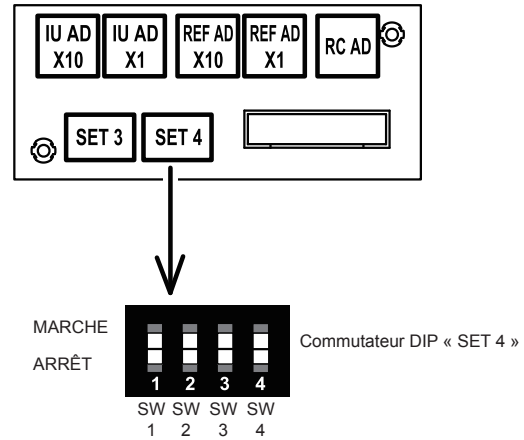 IU AD X10
IU AD X1
REF AD X10
REF AD X1
RC AD
SET 3
SET 4
MARCHE
ARRÊT
1 2 3 4
Commutateur DIP « SET 4 »
SW SW SW SW
1 2 3 4